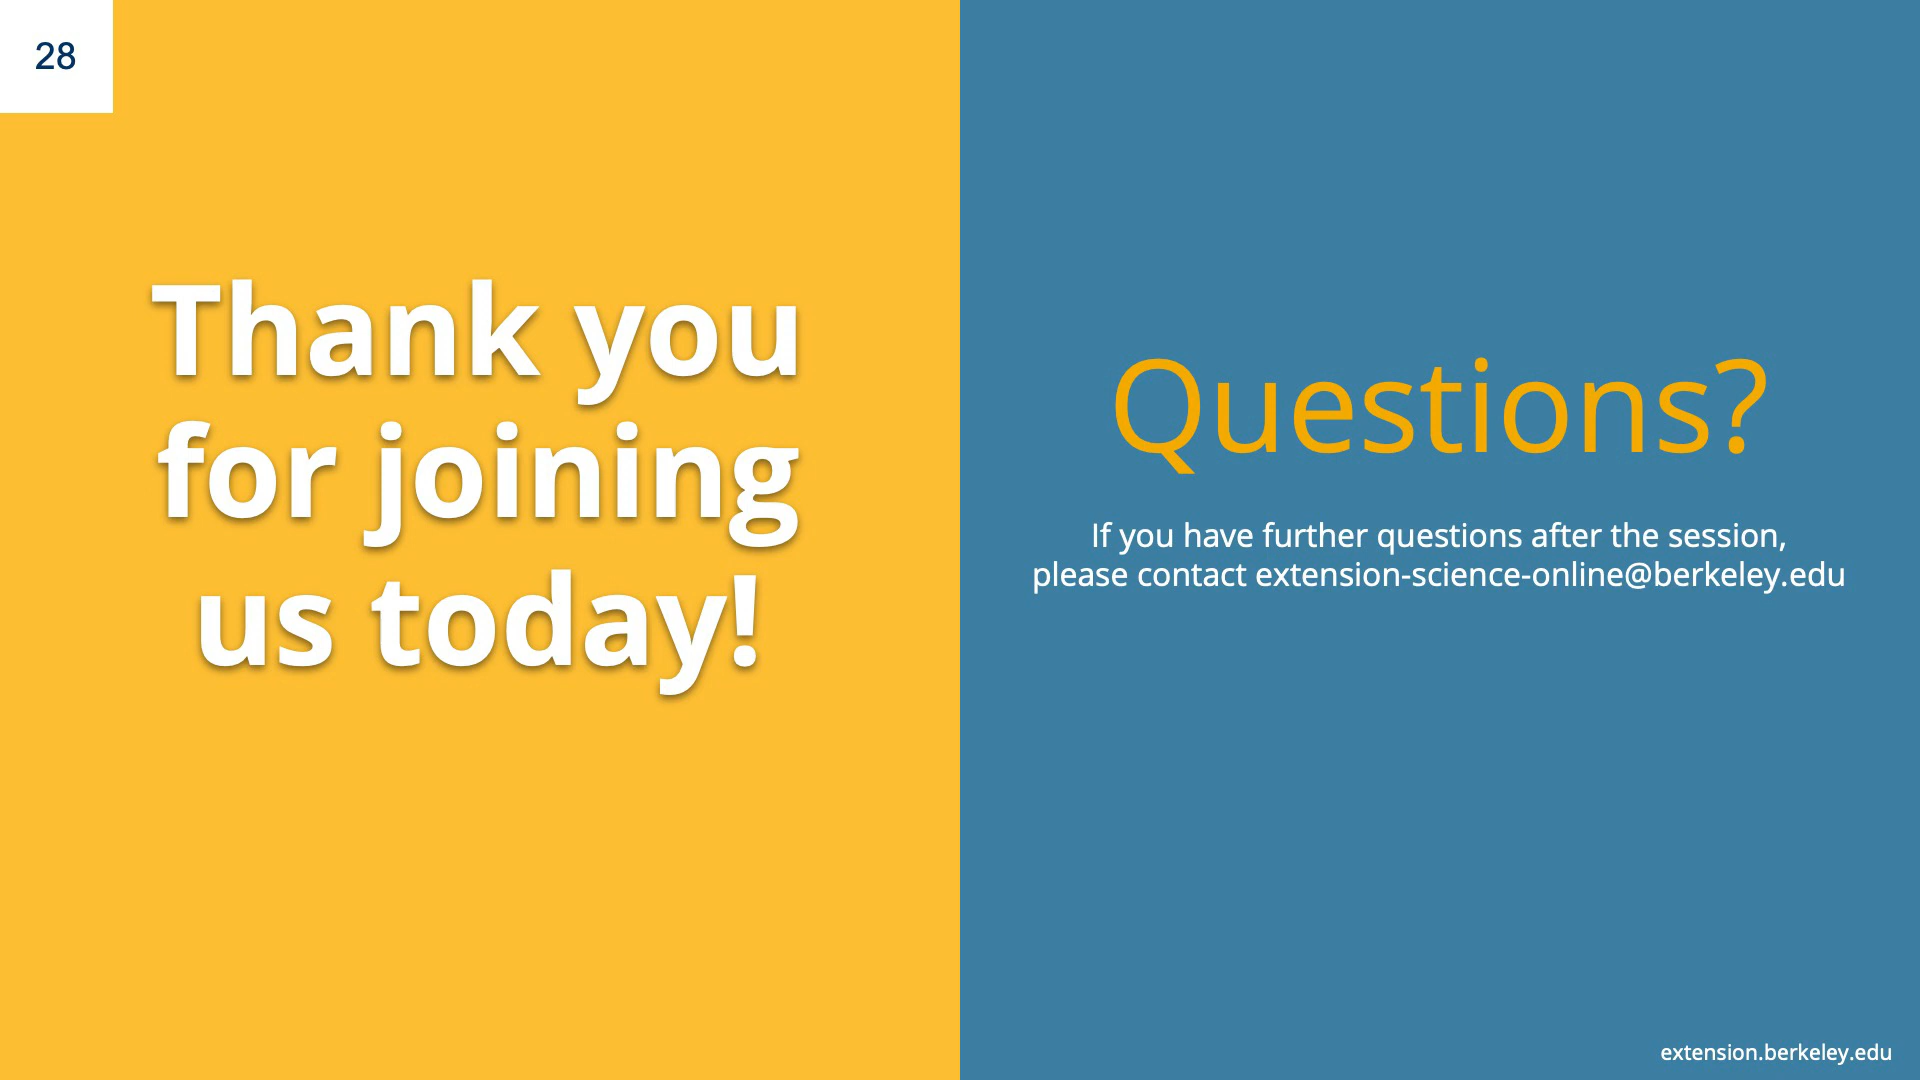 28
Thank you
for joining
us today!
Questions?
If you have further questions after the session,
please contact extension-science-online@berkeley.edu
extension.berkeley.edu